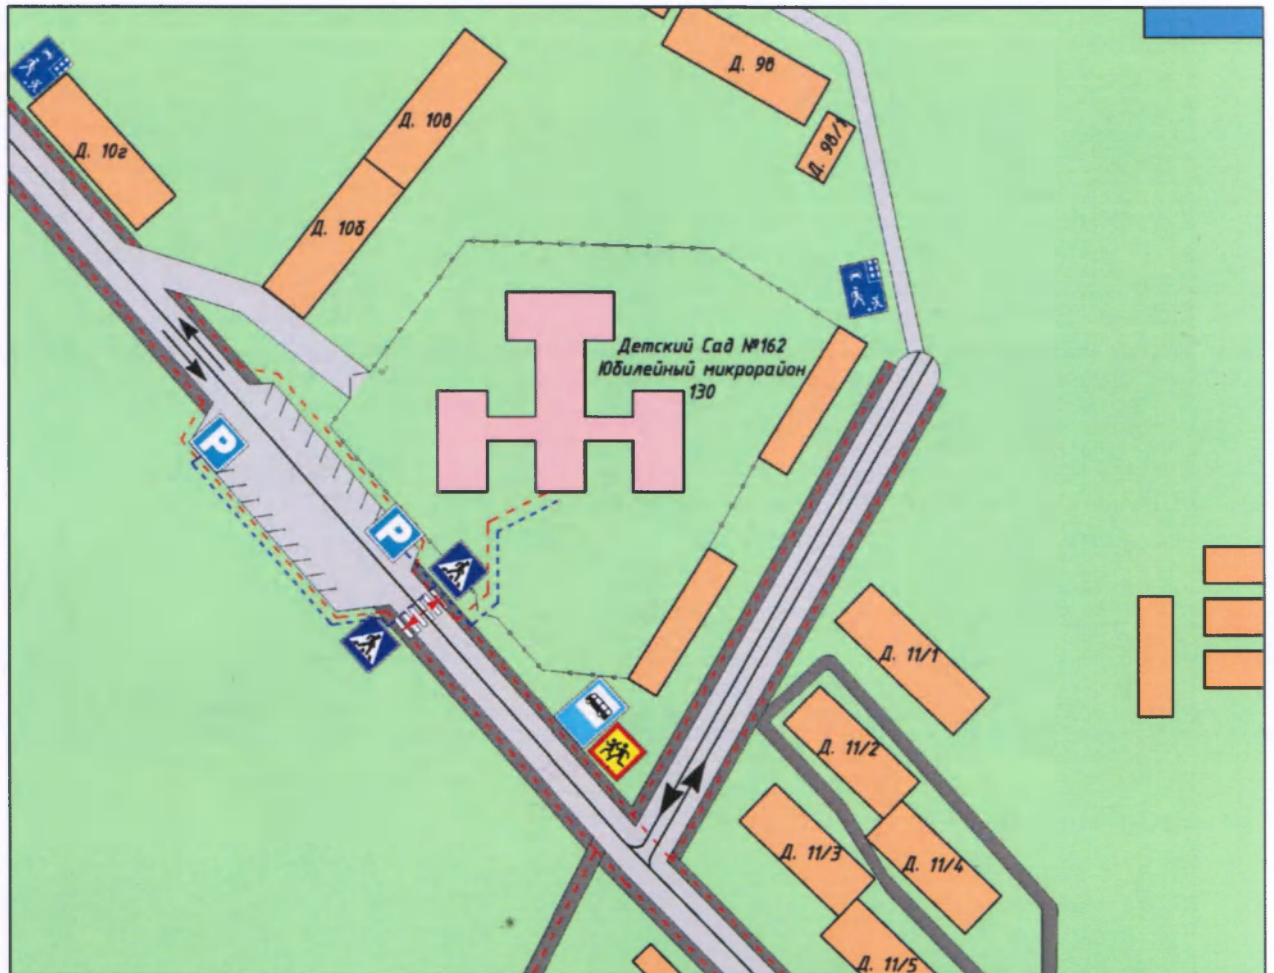 Д. 9в
Д. 10в
Д. 9в/1
Д. 10г
Д. 10б
Детский Сад №162
Юбилейный микрорайон
130
P
P
Д. 11/1
Д. 11/2
Д. 11/3
Д. 11/4
Д. 11/5